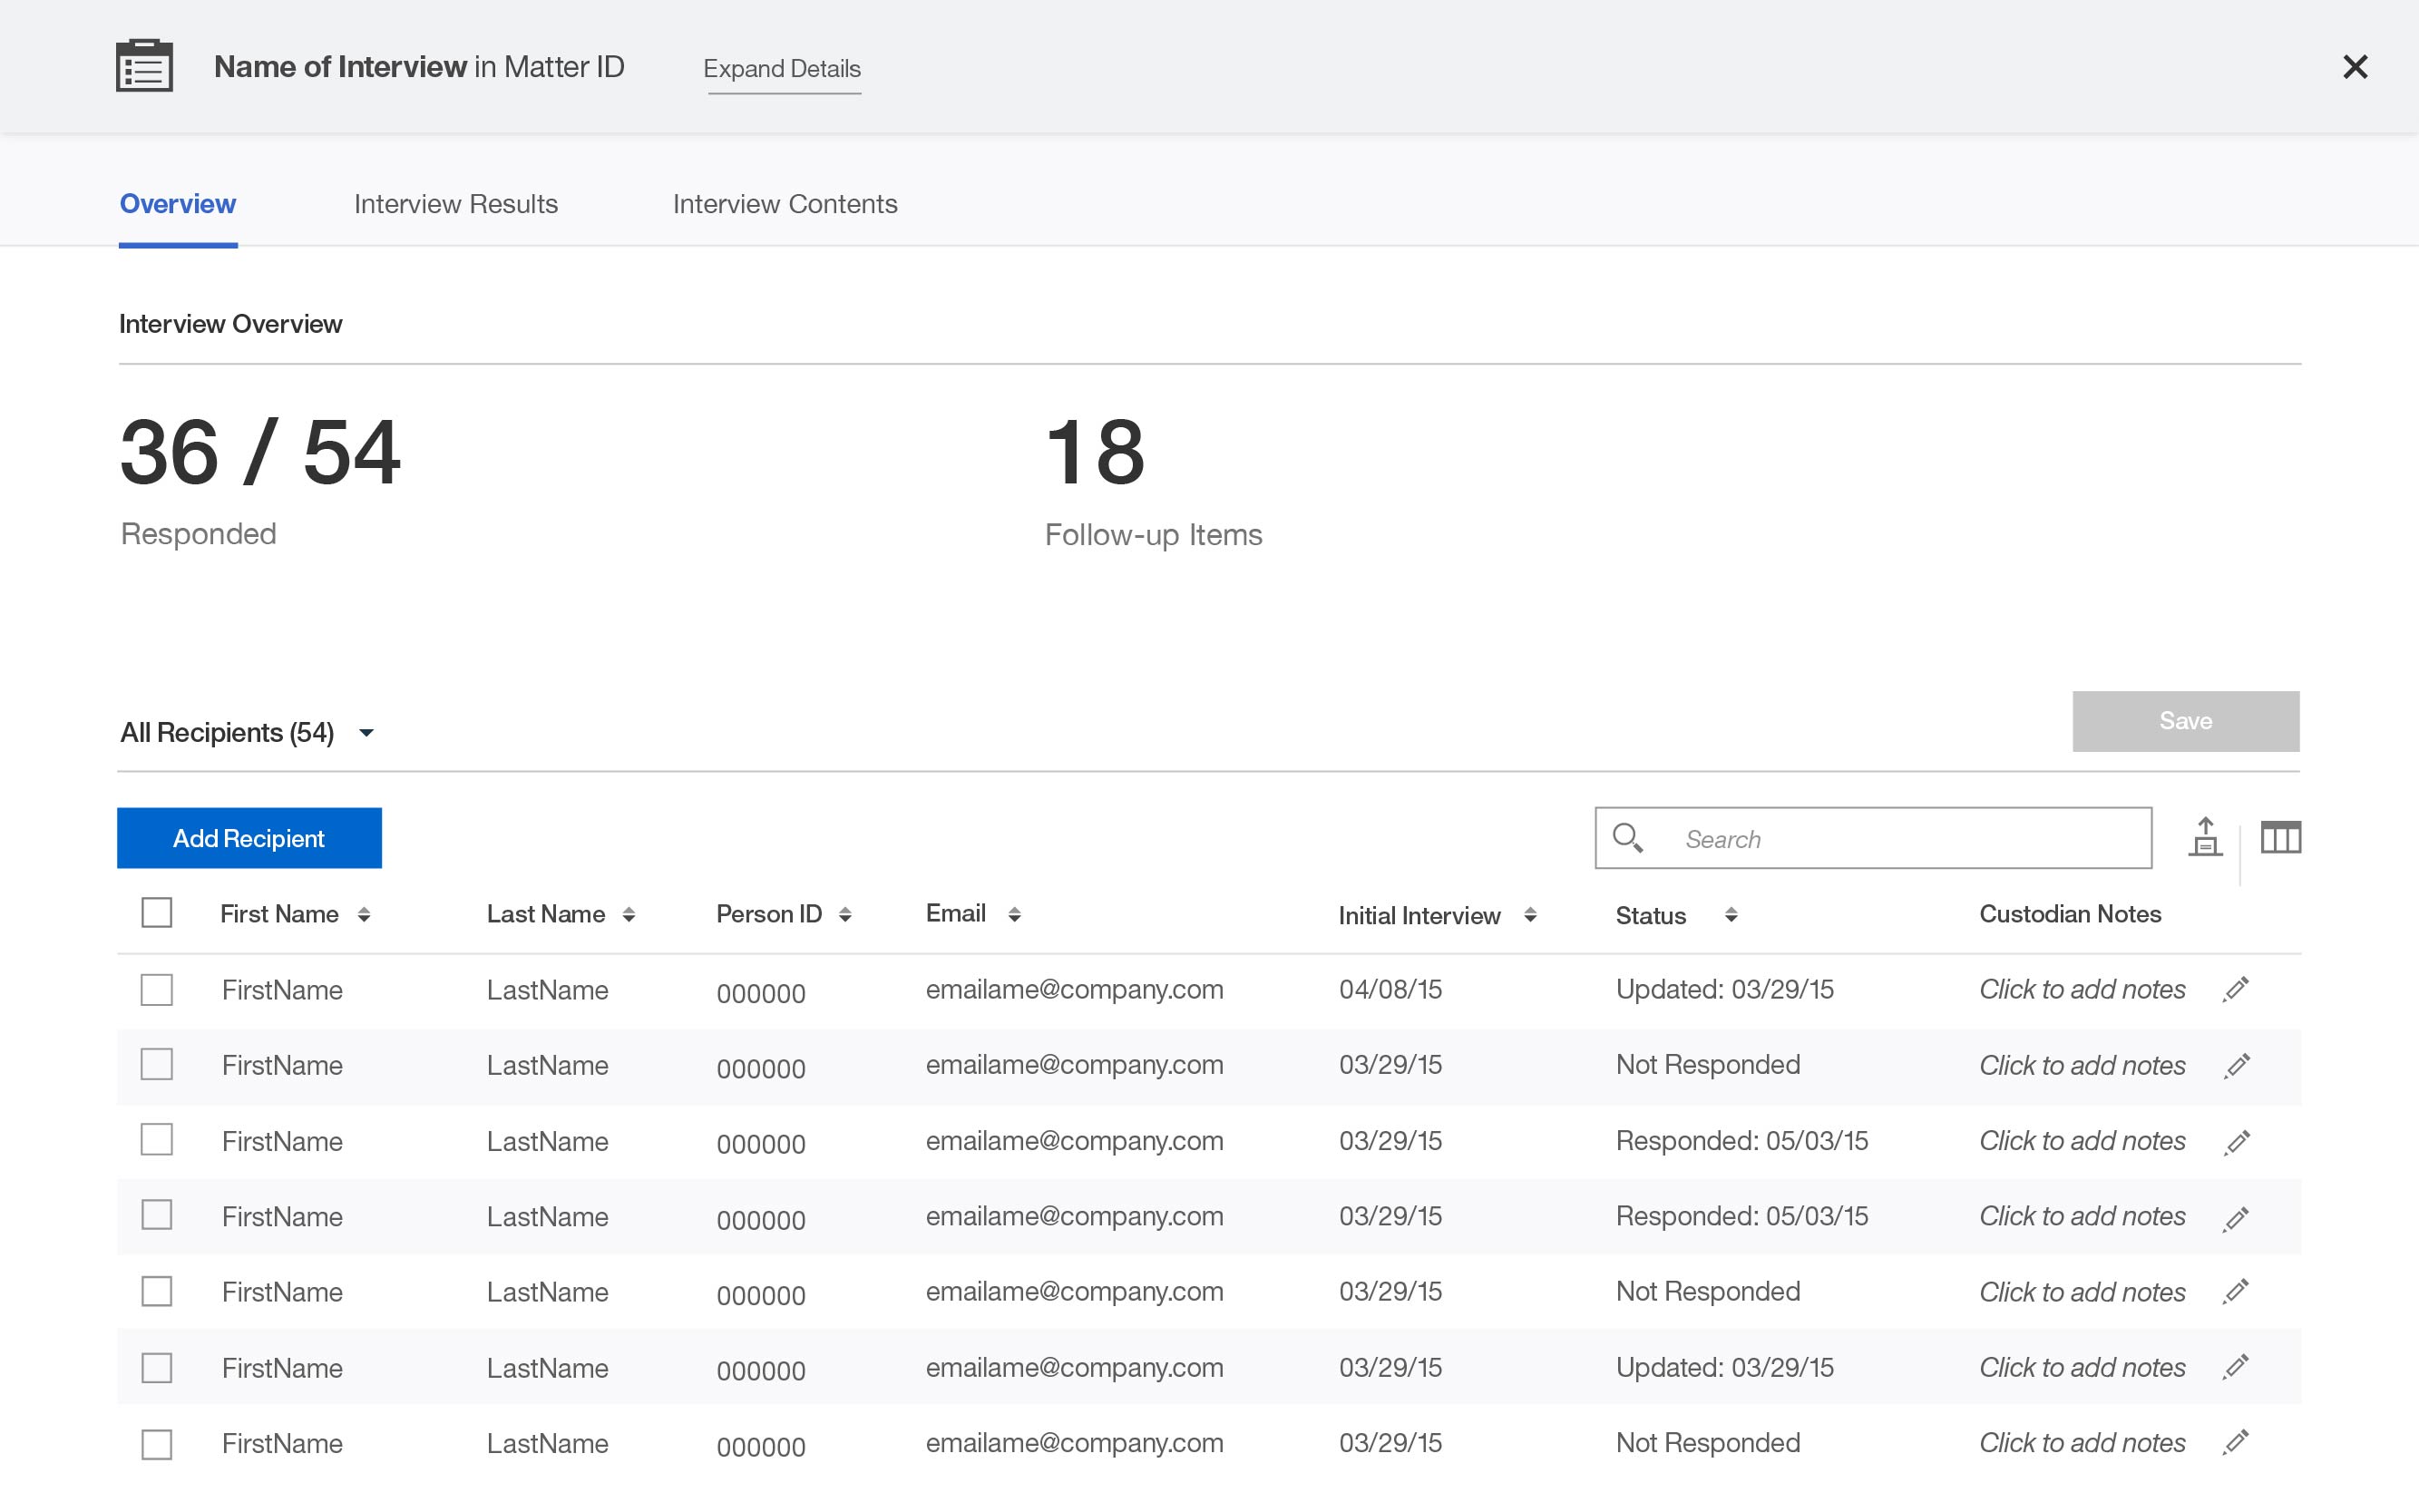 Name of Interview in Matter ID Expand Details
Overview Interview Results Interview Contents
Interview Overview
36 / 54 18
Responded Follow-up Items
All Recipients (54) Save
Add Recipient Search
First Name Last Name Person ID Email Initial Interview Status Custodian Notes
FirstName LastName 000000 emailame@company.com 04/08/15 Updated: 03/29/15 Click to add notes
FirstName LastName 000000 emailame@company.com 03/29/15 Not Responded Click to add notes
FirstName LastName 000000 emailame@company.com 03/29/15 Responded: 05/03/15 Click to add notes
FirstName LastName 000000 emailame@company.com 03/29/15 Responded: 05/03/15 Click to add notes
FirstName LastName 000000 emailame@company.com 03/29/15 Not Responded Click to add notes
FirstName LastName 000000 emailame@company.com 03/29/15 Updated: 03/29/15 Click to add notes
FirstName LastName 000000 emailame@company.com 03/29/15 Not Responded Click to add notes